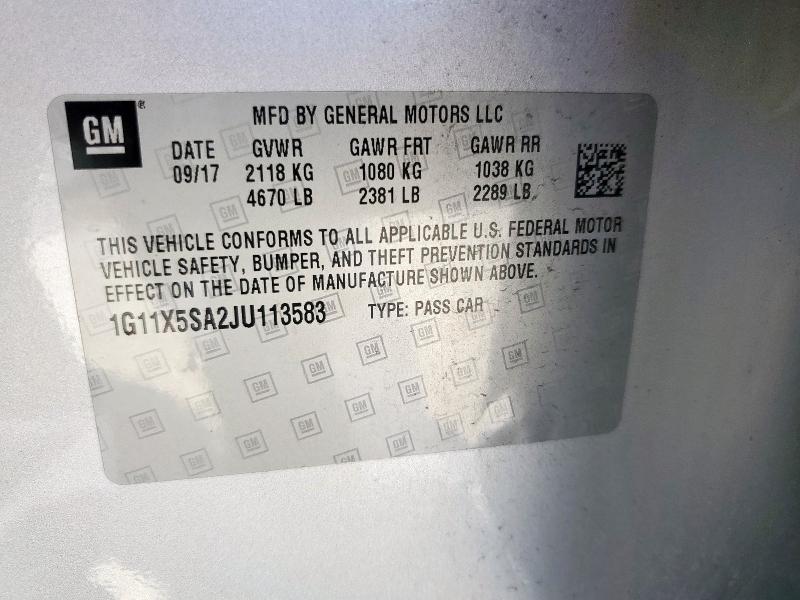 GM®
MFD BY GENERAL MOTORS LLC
DATE GVWR GAWR FRT GAWR RR
09/17 2118 KG 1080 KG 1038 KG
4670 LB 2381 LB 2289 LB
THIS VEHICLE CONFORMS TO ALL APPLICABLE U.S. FEDERAL MOTOR
VEHICLE SAFETY, BUMPER, AND THEFT PREVENTION STANDARDS IN
EFFECT ON THE DATE OF MANUFACTURE SHOWN ABOVE.
1G11X5SA2JU113583 TYPE: PASS CAR